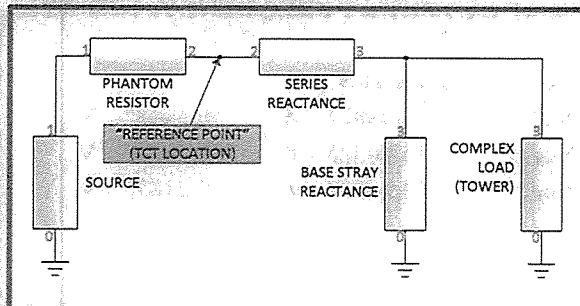 1
2
2
3
PHANTOM
RESISTOR
SERIES
REACTANCE
"REFERENCE POINT"
(TCT LOCATION)
1
SOURCE
0
3
BASE STRAY
REACTANCE
0
3
COMPLEX
LOAD
(TOWER)
0